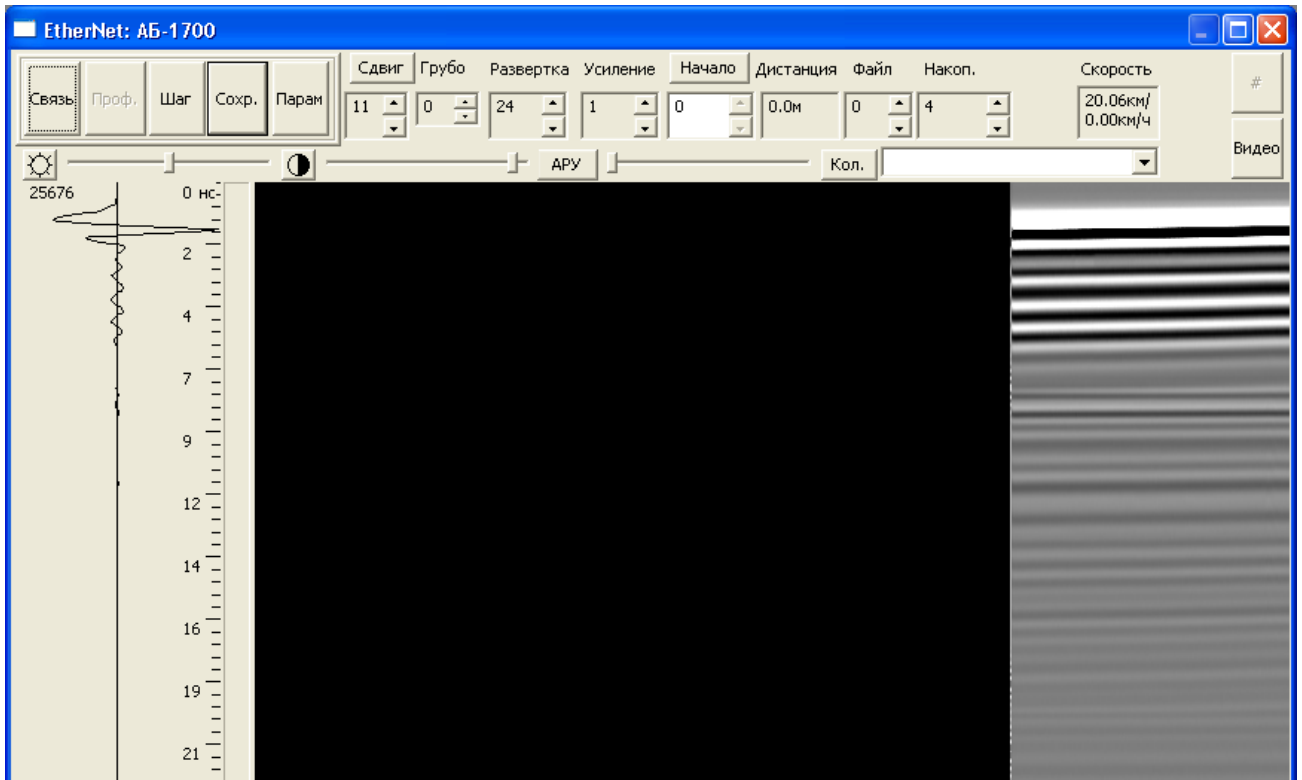 EtherNet: АБ-1700
Связь Проф. Шаг Сохр. Парам
Сдвиг Грубо Развертка Усиление Начало Дистанция Файл Накоп. Скорость #
11 0 24 1 0 0.0м 0 4 20.06км/
0.00км/ч
Видео
АРУ Кол.
25676 0 нс
2
4
7
9
12
14
16
19
21